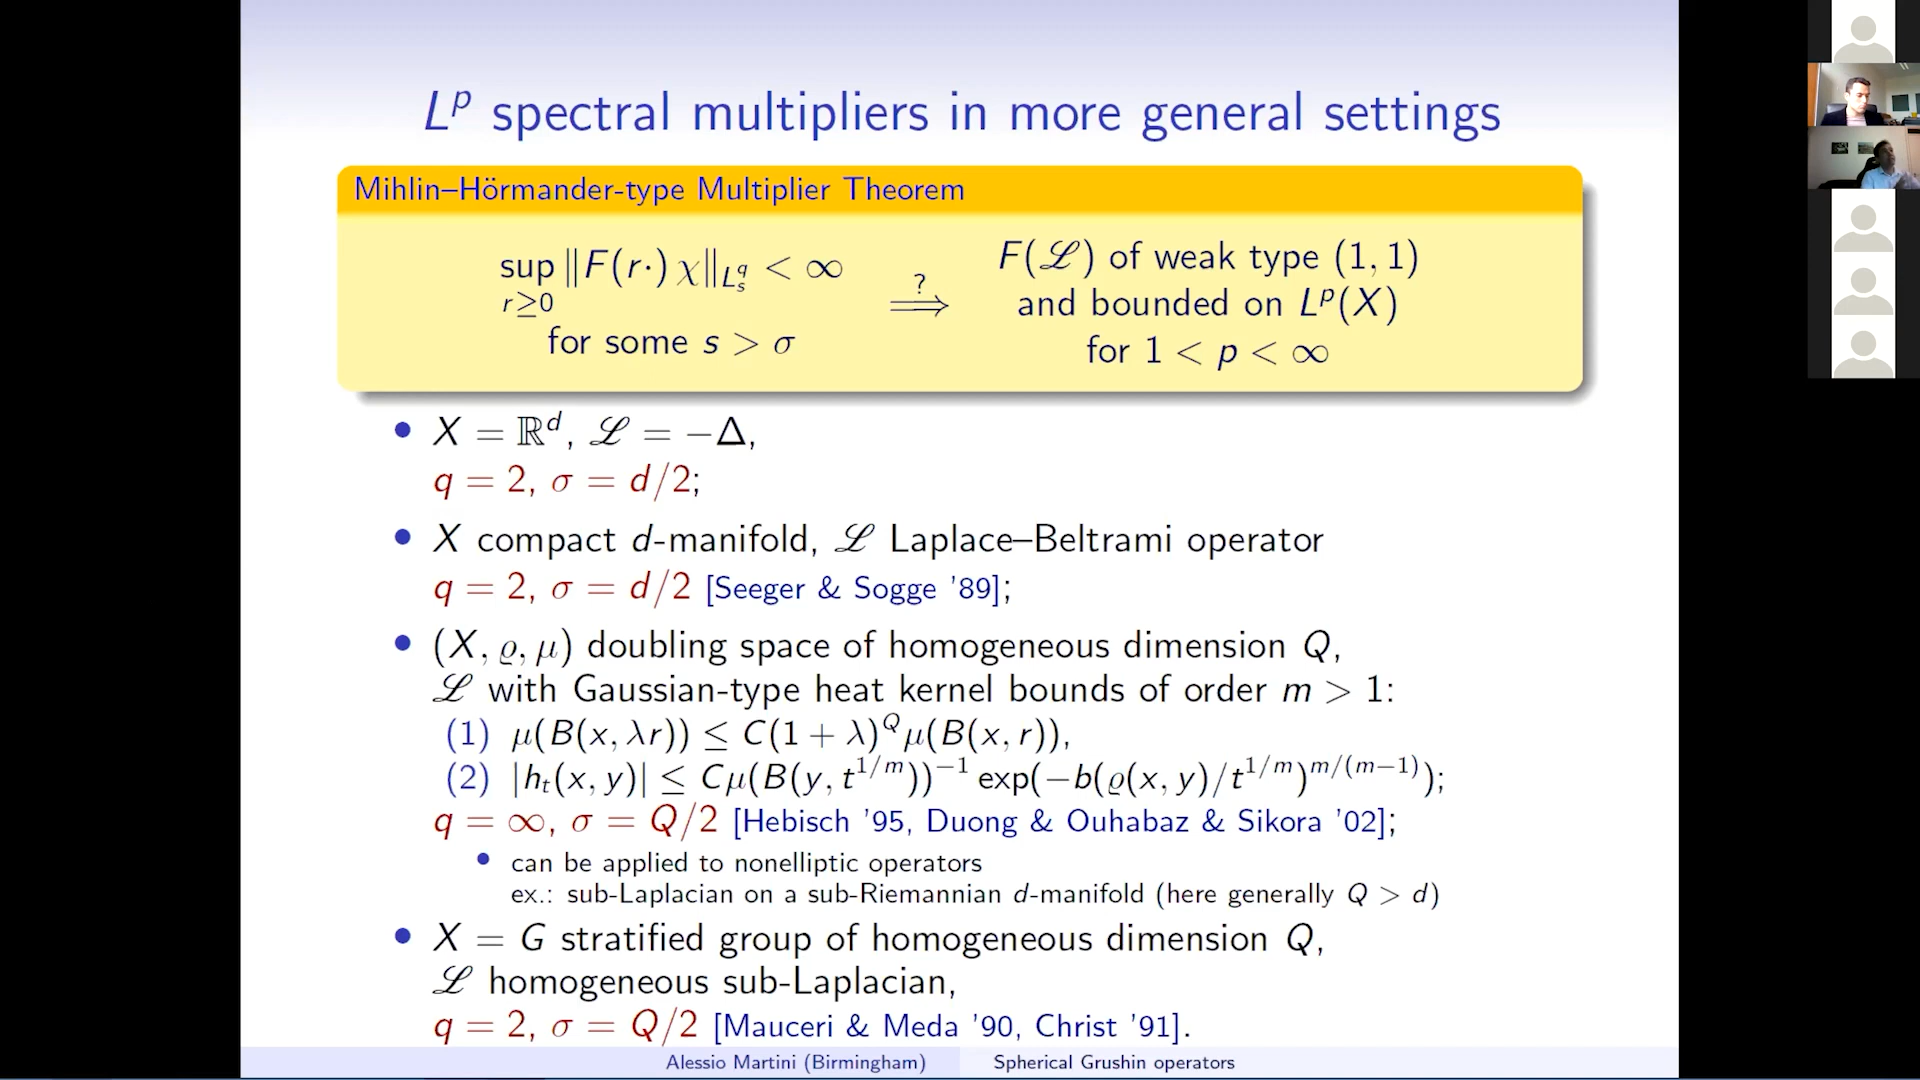 L^p spectral multipliers in more general settings
Mihlin–Hörmander-type Multiplier Theorem
sup_{r≥0} ‖F(r·) χ‖_{L^q_s} < ∞
for some s > σ
?⟹
F(ℒ) of weak type (1, 1)
and bounded on L^p(X)
for 1 < p < ∞
• X = ℝ^d, ℒ = −Δ,
q = 2, σ = d/2;
• X compact d-manifold, ℒ Laplace–Beltrami operator
q = 2, σ = d/2 [Seeger & Sogge '89];
• (X, ϱ, μ) doubling space of homogeneous dimension Q,
ℒ with Gaussian-type heat kernel bounds of order m > 1:
(1) μ(B(x, λr)) ≤ C(1 + λ)^Q μ(B(x, r)),
(2) |h_t(x, y)| ≤ Cμ(B(y, t^{1/m}))^{−1} exp(−b(ϱ(x, y)/t^{1/m})^{m/(m−1)});
q = ∞, σ = Q/2 [Hebisch '95, Duong & Ouhabaz & Sikora '02];
• can be applied to nonelliptic operators
ex.: sub-Laplacian on a sub-Riemannian d-manifold (here generally Q > d)
• X = G stratified group of homogeneous dimension Q,
ℒ homogeneous sub-Laplacian,
q = 2, σ = Q/2 [Mauceri & Meda '90, Christ '91].
Alessio Martini (Birmingham) Spherical Grushin operators